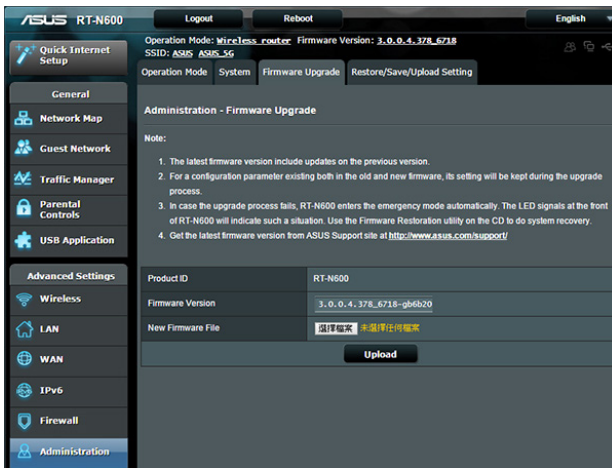 ASUS RT-N600
Logout
Reboot
English
Operation Mode: Wireless router Firmware Version: 3.0.0.4.378_6718
SSID: ASUS ASUS_5G
Quick Internet
Setup
Operation Mode
System
Firmware Upgrade
Restore/Save/Upload Setting
General
Network Map
Guest Network
Traffic Manager
Parental
Controls
USB Application
Advanced Settings
Wireless
LAN
WAN
IPv6
Firewall
Administration
Administration - Firmware Upgrade
Note:
1. The latest firmware version include updates on the previous version.
2. For a configuration parameter existing both in the old and new firmware, its setting will be kept during the upgrade
process.
3. In case the upgrade process fails, RT-N600 enters the emergency mode automatically. The LED signals at the front
of RT-N600 will indicate such a situation. Use the Firmware Restoration utility on the CD to do system recovery.
4. Get the latest firmware version from ASUS Support site at http://www.asus.com/support/
Product ID
RT-N600
Firmware Version
3.0.0.4.378_6718-gb6b20
New Firmware File
選擇檔案 未選擇任何檔案
Upload